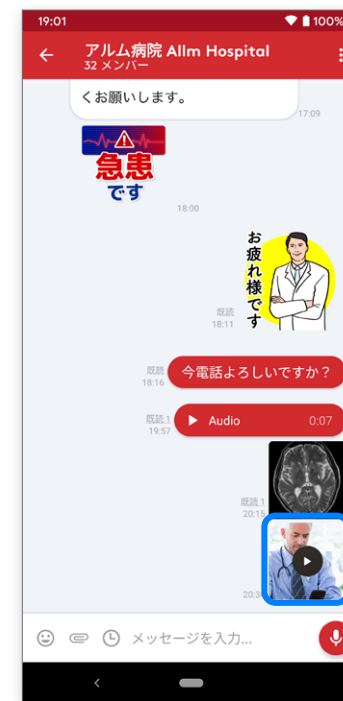 19:01
100%
アルム病院 Allm Hospital
32 メンバー
くお願いします。
17:09
急患
です
18:00
お疲れ様です
既読
18:11
既読
18:16
今電話よろしいですか？
既読 1
19:57
Audio
0:07
既読 1
20:15
メッセージを入力...